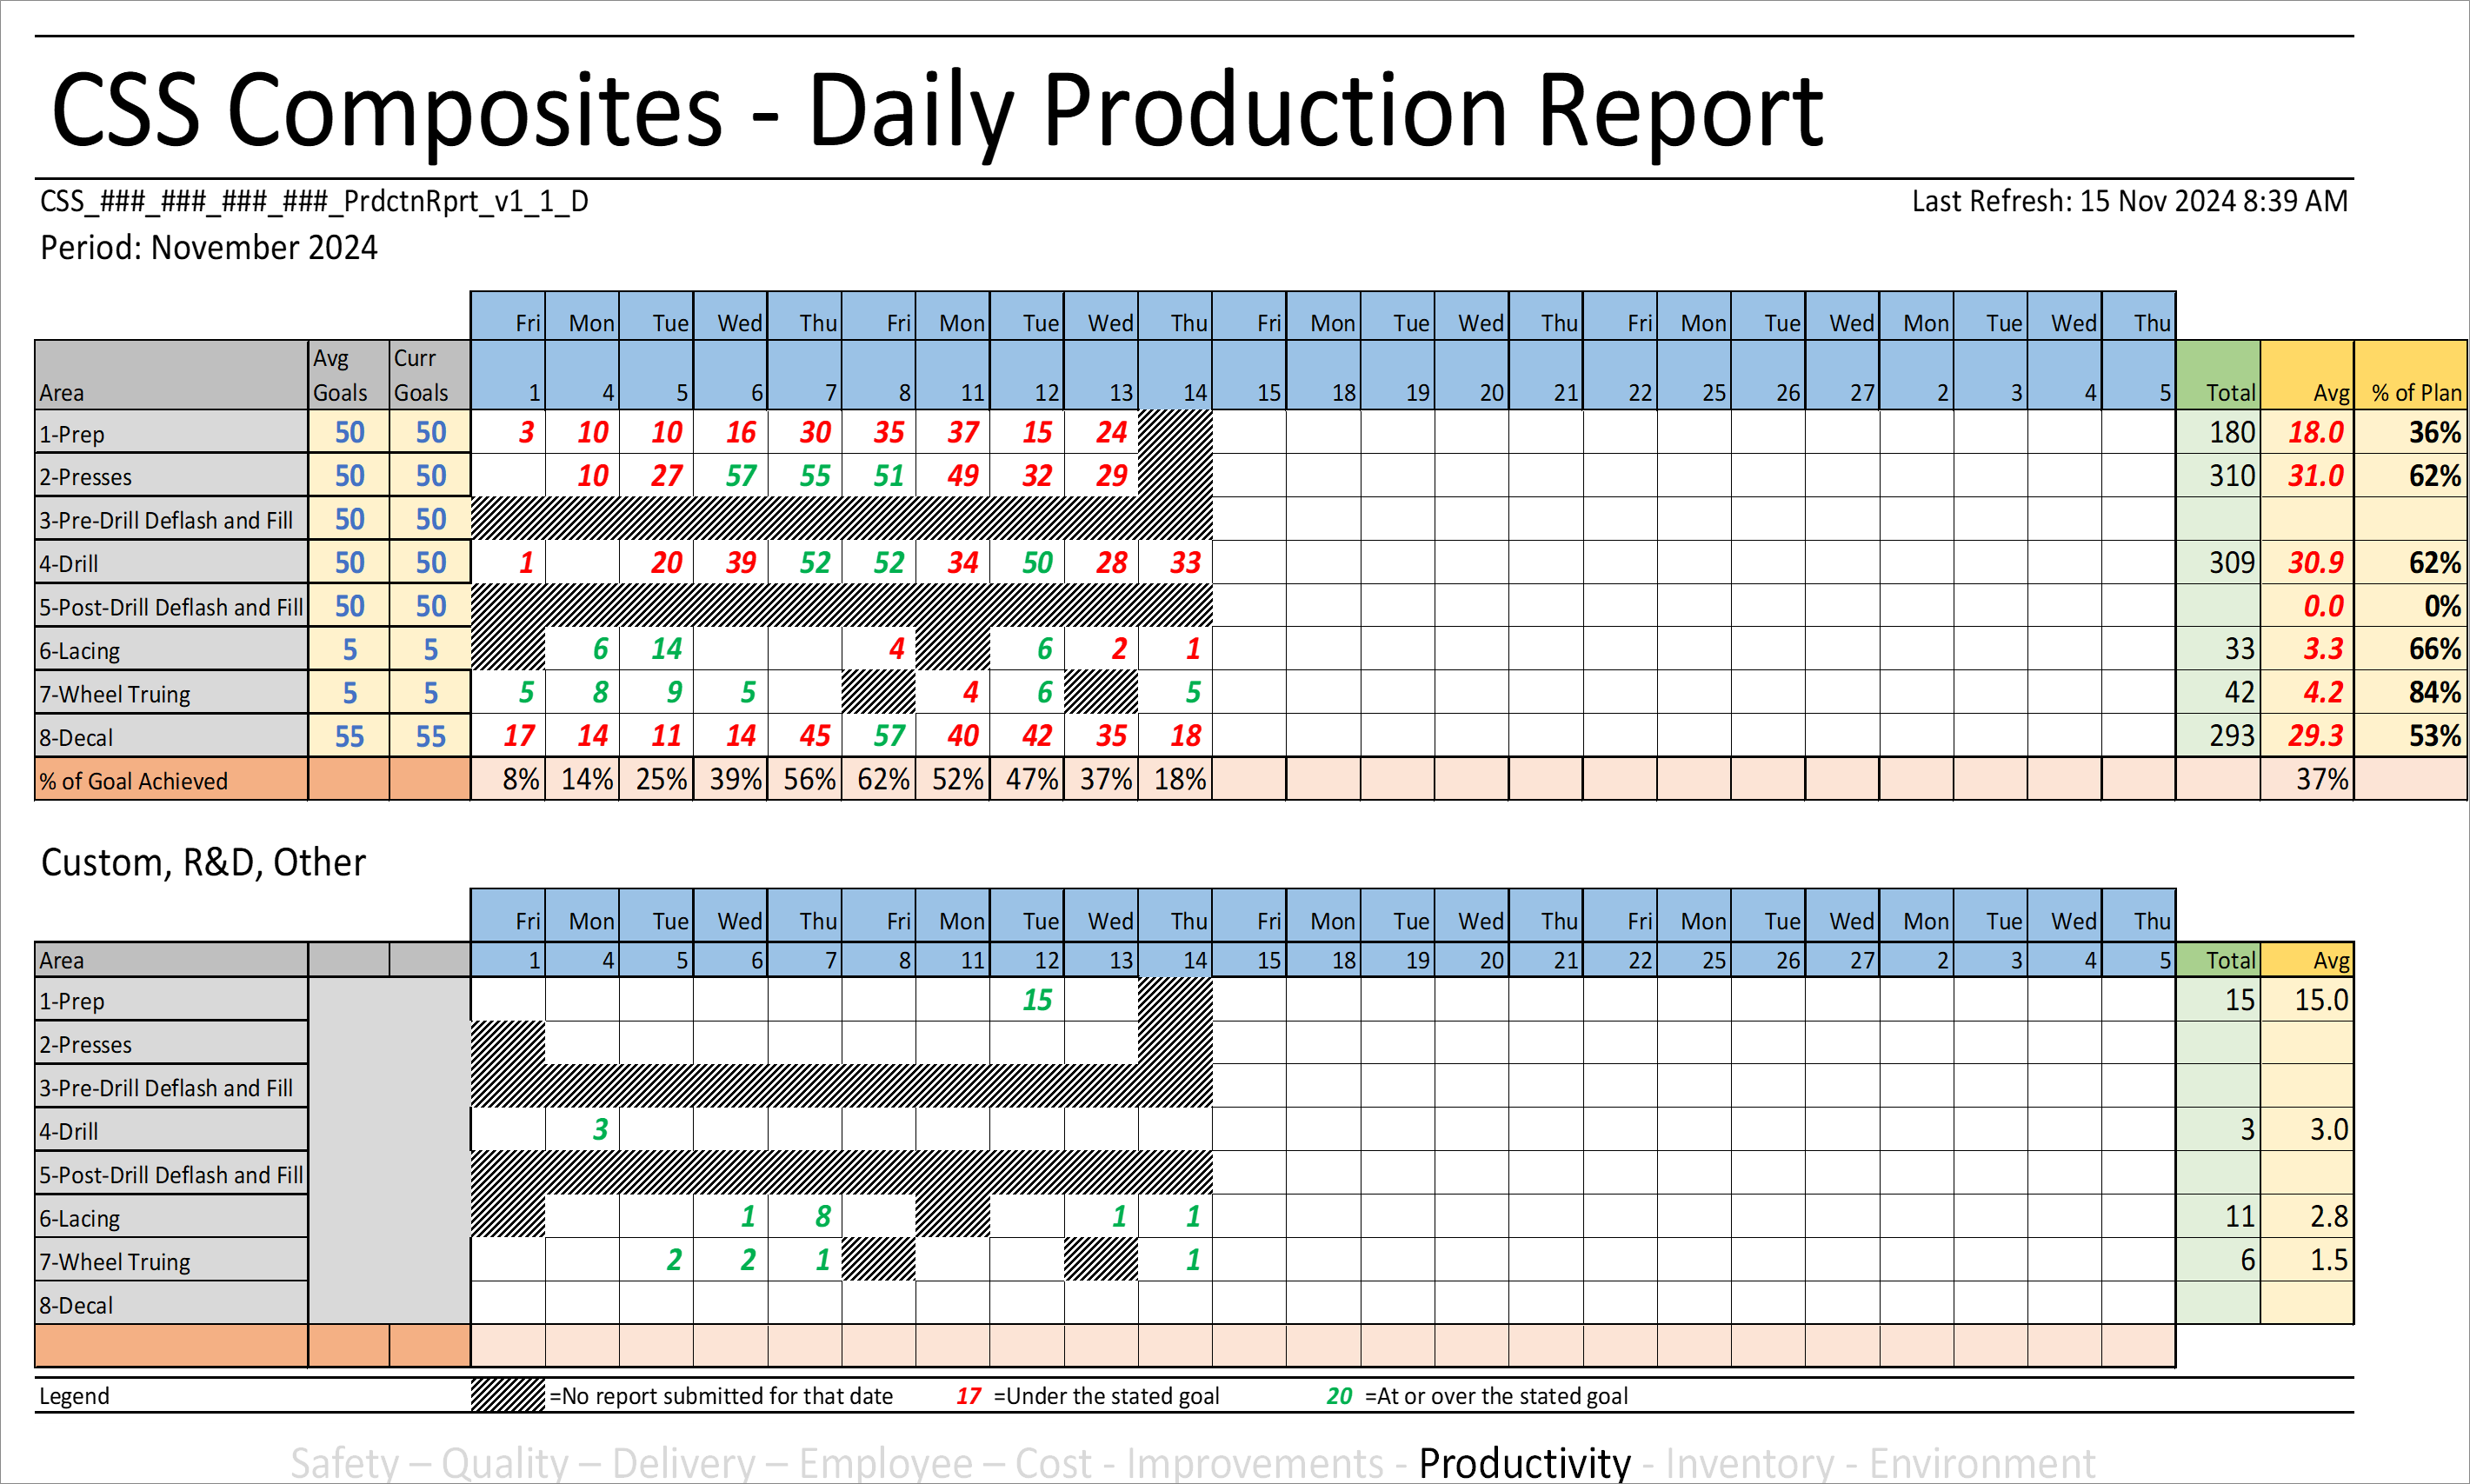 CSS Composites - Daily Production Report
CSS_###_###_###_###_PrdctnRprt_v1_1_D Last Refresh: 15 Nov 2024 8:39 AM
Period: November 2024
Fri Mon Tue Wed Thu Fri Mon Tue Wed Thu Fri Mon Tue Wed Thu Fri Mon Tue Wed Mon Tue Wed Thu
Area Avg Goals Curr Goals 1 4 5 6 7 8 11 12 13 14 15 18 19 20 21 22 25 26 27 2 3 4 5 Total Avg % of Plan
1-Prep 50 50 3 10 10 16 30 35 37 15 24 180 18.0 36%
2-Presses 50 50 10 27 57 55 51 49 32 29 310 31.0 62%
3-Pre-Drill Deflash and Fill 50 50
4-Drill 50 50 1 20 39 52 52 34 50 28 33 309 30.9 62%
5-Post-Drill Deflash and Fill 50 50 0.0 0%
6-Lacing 5 5 6 14 4 6 2 1 33 3.3 66%
7-Wheel Truing 5 5 5 8 9 5 4 6 5 42 4.2 84%
8-Decal 55 55 17 14 11 14 45 57 40 42 35 18 293 29.3 53%
% of Goal Achieved 8% 14% 25% 39% 56% 62% 52% 47% 37% 18% 37%
Custom, R&D, Other
Fri Mon Tue Wed Thu Fri Mon Tue Wed Thu Fri Mon Tue Wed Thu Fri Mon Tue Wed Mon Tue Wed Thu
Area 1 4 5 6 7 8 11 12 13 14 15 18 19 20 21 22 25 26 27 2 3 4 5 Total Avg
1-Prep 15 15 15.0
2-Presses
3-Pre-Drill Deflash and Fill
4-Drill 3 3 3.0
5-Post-Drill Deflash and Fill
6-Lacing 1 8 1 1 11 2.8
7-Wheel Truing 2 2 1 1 6 1.5
8-Decal
Legend =No report submitted for that date 17 =Under the stated goal 20 =At or over the stated goal
Safety – Quality – Delivery – Employee – Cost - Improvements - Productivity - Inventory - Environment